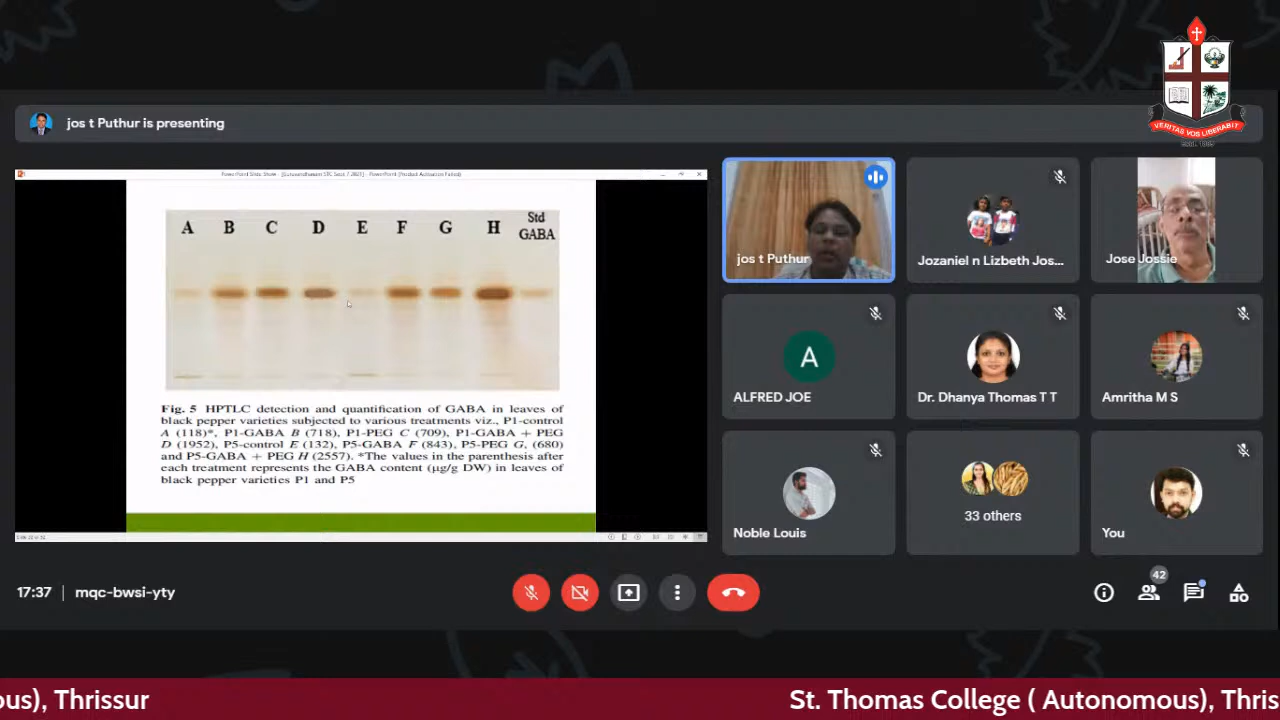 VERITAS VOS LIBERABIT
jos t Puthur is presenting
A B C D E F G H Std
GABA
Fig. 5 HPTLC detection and quantification of GABA in leaves of
black pepper varieties subjected to various treatments viz., P1-control
A (118)*, P1-GABA B (718), P1-PEG C (709), P1-GABA + PEG
D (1952), P5-control E (132), P5-GABA F (843), P5-PEG G, (680)
and P5-GABA + PEG H (2557). *The values in the parenthesis after
each treatment represents the GABA content (μg/g DW) in leaves of
black pepper varieties P1 and P5
jos t Puthur
Jozaniel n Lizbeth Jos...
Jose Jossie
A
ALFRED JOE
Dr. Dhanya Thomas T T
Amritha M S
Noble Louis
33 others
You
17:37 | mqc-bwsi-yty
42
ous), Thrissur
St. Thomas College ( Autonomous), Thris